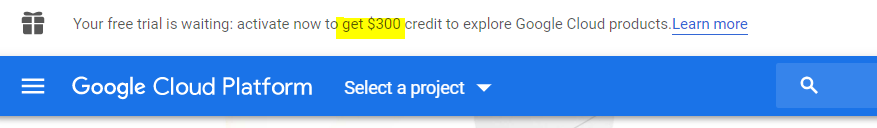 Your free trial is waiting: activate now to get $300 credit to explore Google Cloud products.Learn more
Google Cloud Platform Select a project